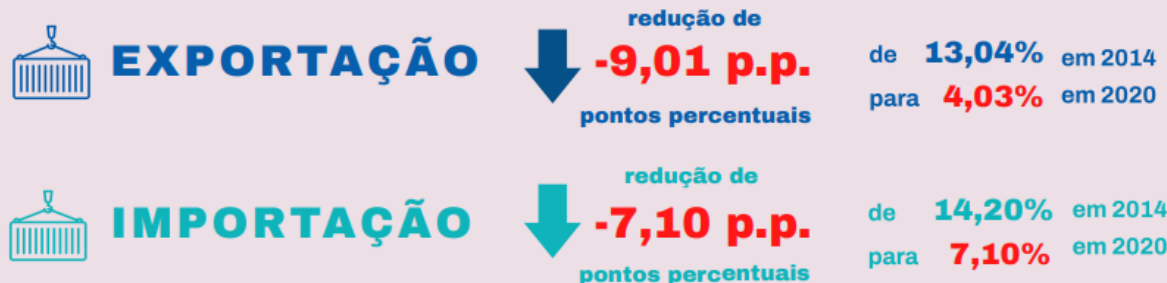 EXPORTAÇÃO
redução de
-9,01 p.p.
pontos percentuais
de 13,04% em 2014
para 4,03% em 2020
IMPORTAÇÃO
redução de
-7,10 p.p.
pontos percentuais
de 14,20% em 2014
para 7,10% em 2020